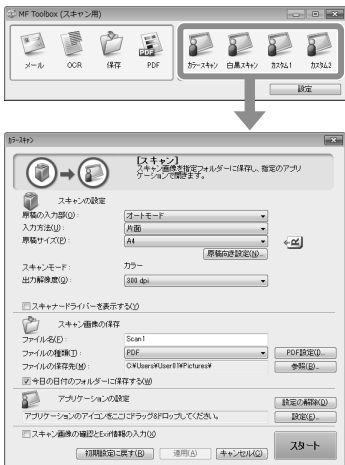 MF Toolbox (スキャン用)
メール OCR 保存 PDF カラースキャン 白黒スキャン カスタム1 カスタム2
設定
カラースキャン
[スキャン]
スキャン画像を指定フォルダーに保存し、指定のアプリ
ケーションで開きます。
スキャンの設定
原稿の入力部(O): オートモード
入力方法(U): 片面
原稿サイズ(P): A4
原稿向き設定(N)...
スキャンモード: カラー
出力解像度(Q): 300 dpi
スキャナードライバーを表示する(Y)
スキャン画像の保存
ファイル名(F): Scan1
ファイルの種類(T): PDF PDF設定(I)...
ファイルの保存先(M): C:¥Users¥User01¥Pictures¥ 参照(B)...
今日の日付のフォルダーに保存する(W)
アプリケーションの設定 設定の解除(D)
アプリケーションのアイコンをここにドラッグ&ドロップしてください。 設定(E)...
スキャン画像の確認とExif情報の入力(X)
初期設定に戻す(R) 適用(A) キャンセル(C) スタート